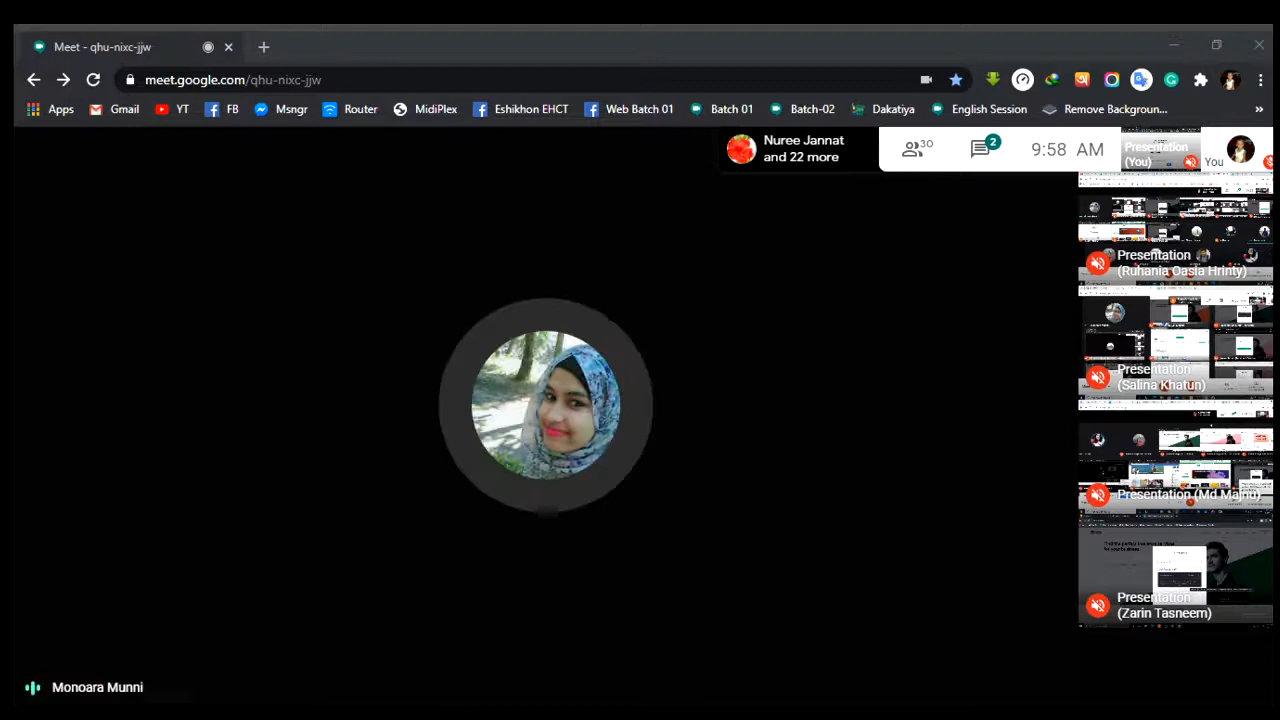 Meet - qhu-nixc-jjw
meet.google.com/qhu-nixc-jjw
Apps Gmail YT FB Msngr Router MidiPlex Eshikhon EHCT Web Batch 01 Batch 01 Batch-02 Dakatiya English Session Remove Backgroun... »
Nuree Jannat
and 22 more
30
2
9:58 AM
Presentation
(You)
You
Presentation
(Ruhania Oasia Hrinty)
Presentation
(Salina Khatun)
Presentation (Md Majnu)
Presentation
(Zarin Tasneem)
Monoara Munni